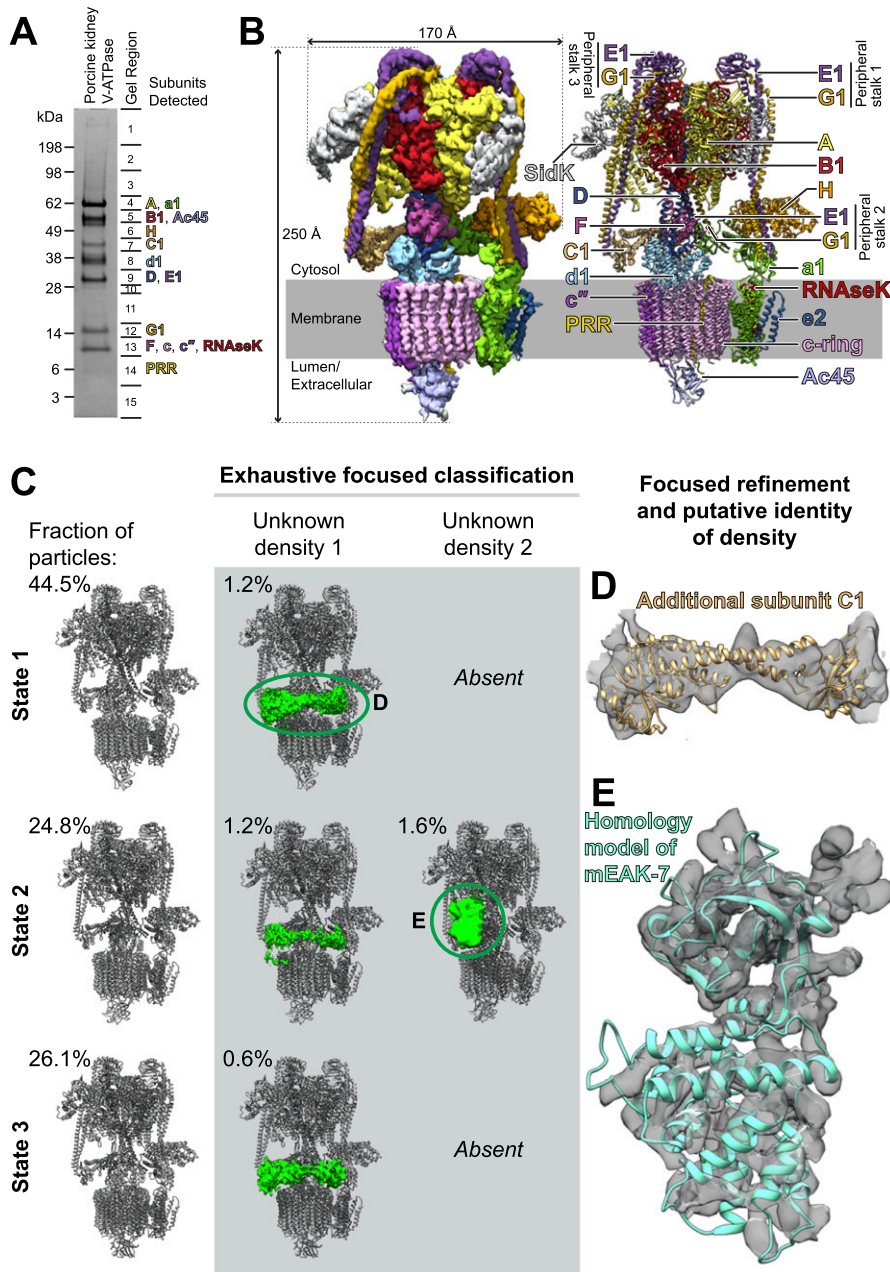 A
Porcine kidney
V-ATPase
Gel Region
Subunits
Detected
kDa
198
98
62
49
38
28
14
6
3
1
2
3
4
5
6
7
8
9
10
11
12
13
14
15
A, a1
B1, Ac45
H
C1
d1
D, E1
G1
F, c, c″, RNAseK
PRR
B
170 Å
250 Å
Cytosol
Membrane
Lumen/
Extracellular
Peripheral
stalk 3
E1
G1
E1
G1
Peripheral
stalk 1
SidK
A
B1
D
H
F
E1
G1
Peripheral
stalk 2
C1
d1
a1
c″
RNAseK
PRR
e2
c-ring
Ac45
C
Exhaustive focused classification
Focused refinement
and putative identity
of density
Fraction of
particles:
Unknown
density 1
Unknown
density 2
State 1
44.5%
1.2%
D
Absent
State 2
24.8%
1.2%
1.6%
E
State 3
26.1%
0.6%
Absent
D
Additional subunit C1
E
Homology
model of
mEAK-7